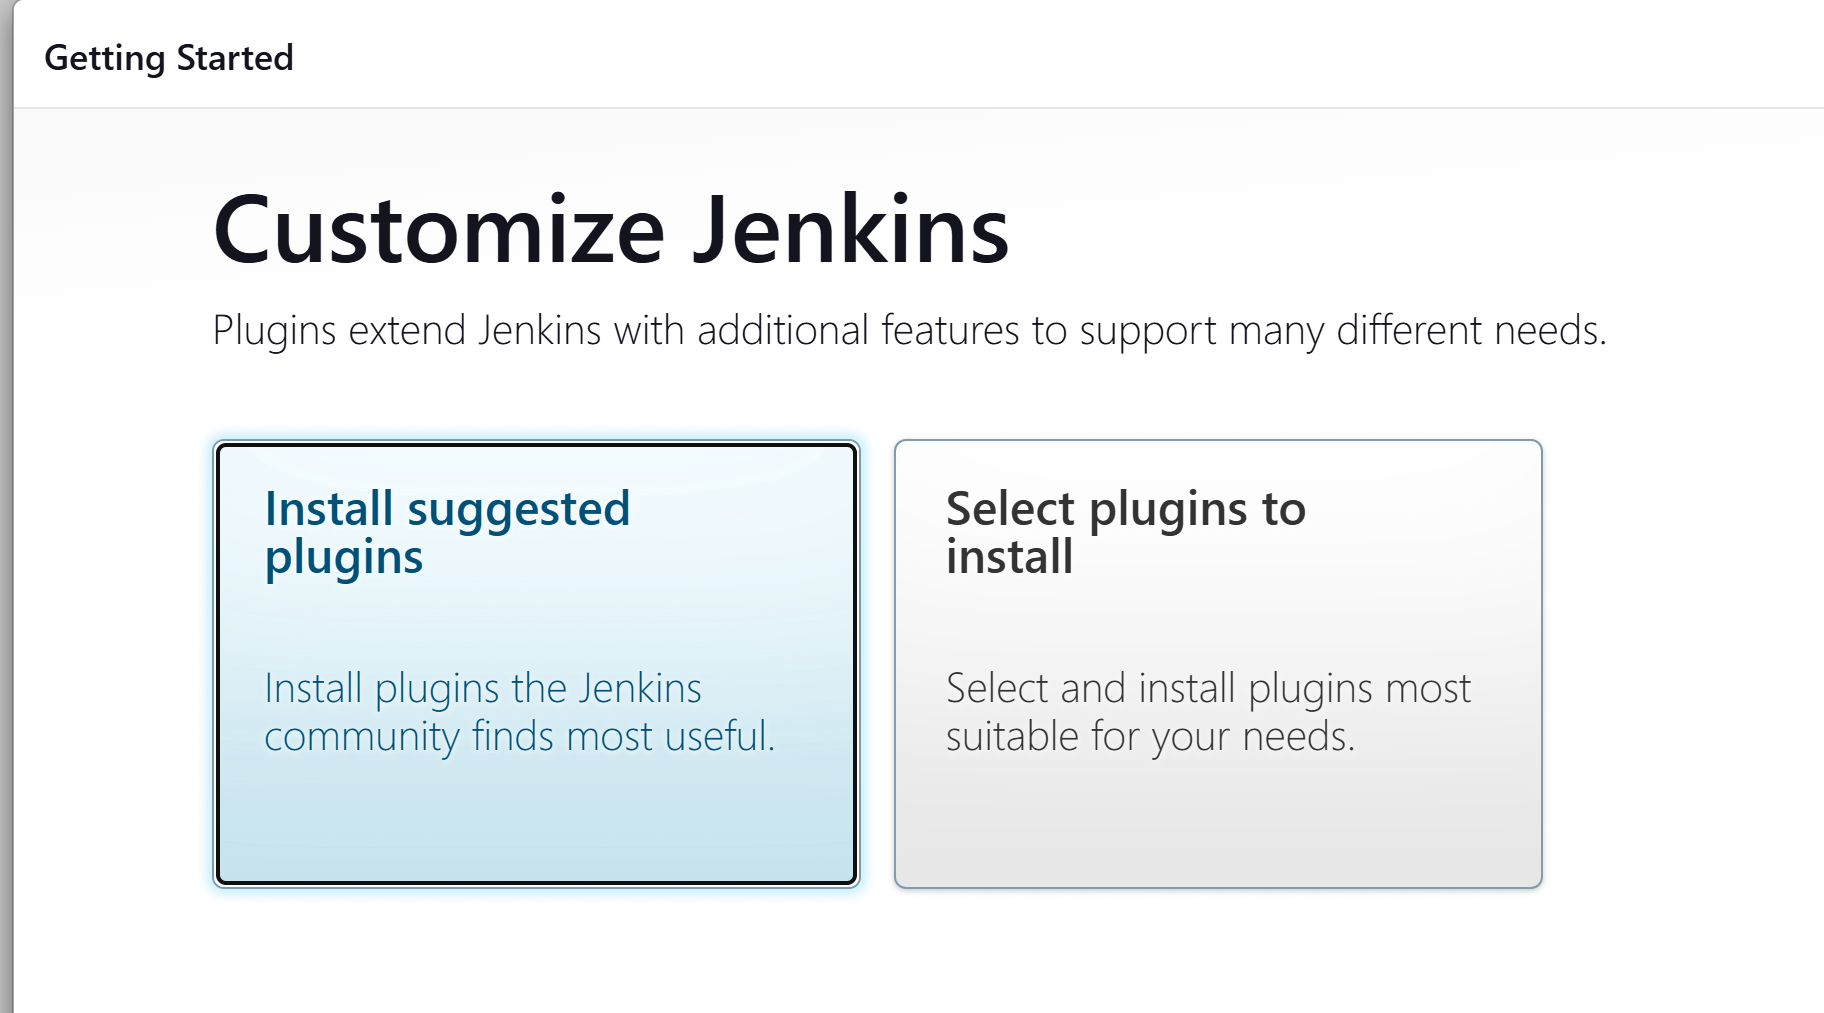 Getting Started
Customize Jenkins
Plugins extend Jenkins with additional features to support many different needs.
Install suggested
plugins
Install plugins the Jenkins
community finds most useful.
Select plugins to
install
Select and install plugins most
suitable for your needs.